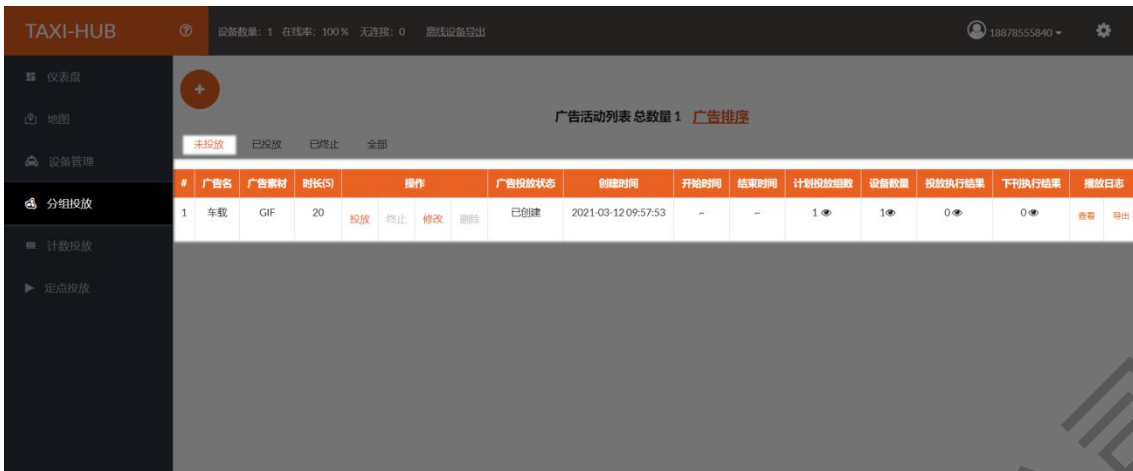 TAXI-HUB
设备数量: 1 在线率: 100% 无连接: 0 离线设备导出
18878555840
仪表盘
地图
设备管理
分组投放
计数投放
定点投放
广告活动列表 总数量 1 广告排序
未投放 已投放 已终止 全部
# 广告名 广告素材 时长(S) 操作 广告投放状态 创建时间 开始时间 结束时间 计划投放组数 设备数量 投放执行结果 下刊执行结果 播放日志
1 车载 GIF 20 投放 终止 修改 删除 已创建 2021-03-12 09:57:53 ~ ~ 1 1 0 0 查看 导出